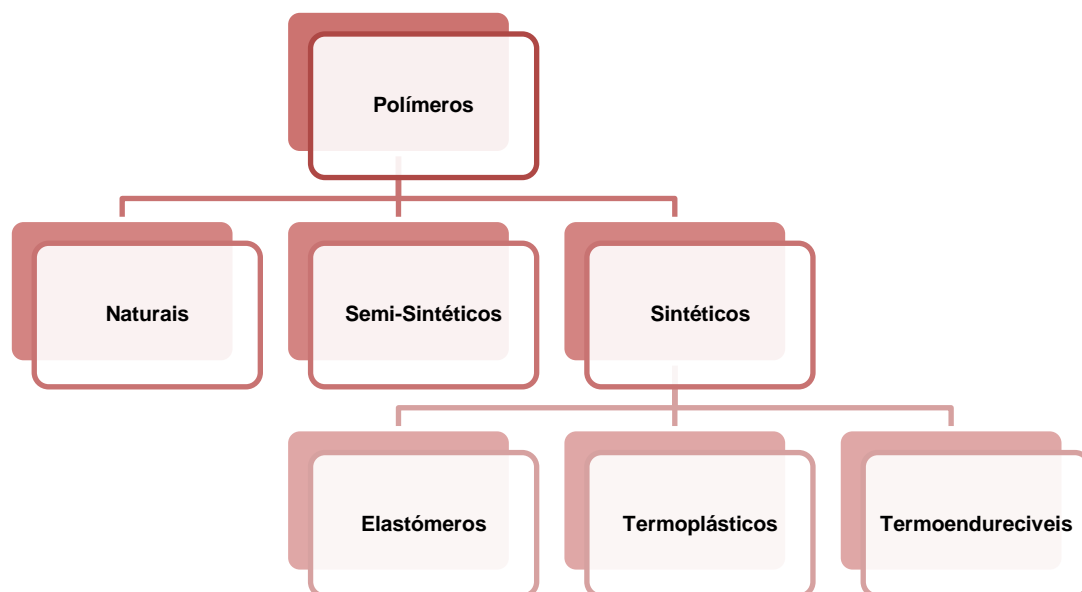 Polímeros
Naturais
Semi-Sintéticos
Sintéticos
Elastómeros
Termoplásticos
Termoendureciveis